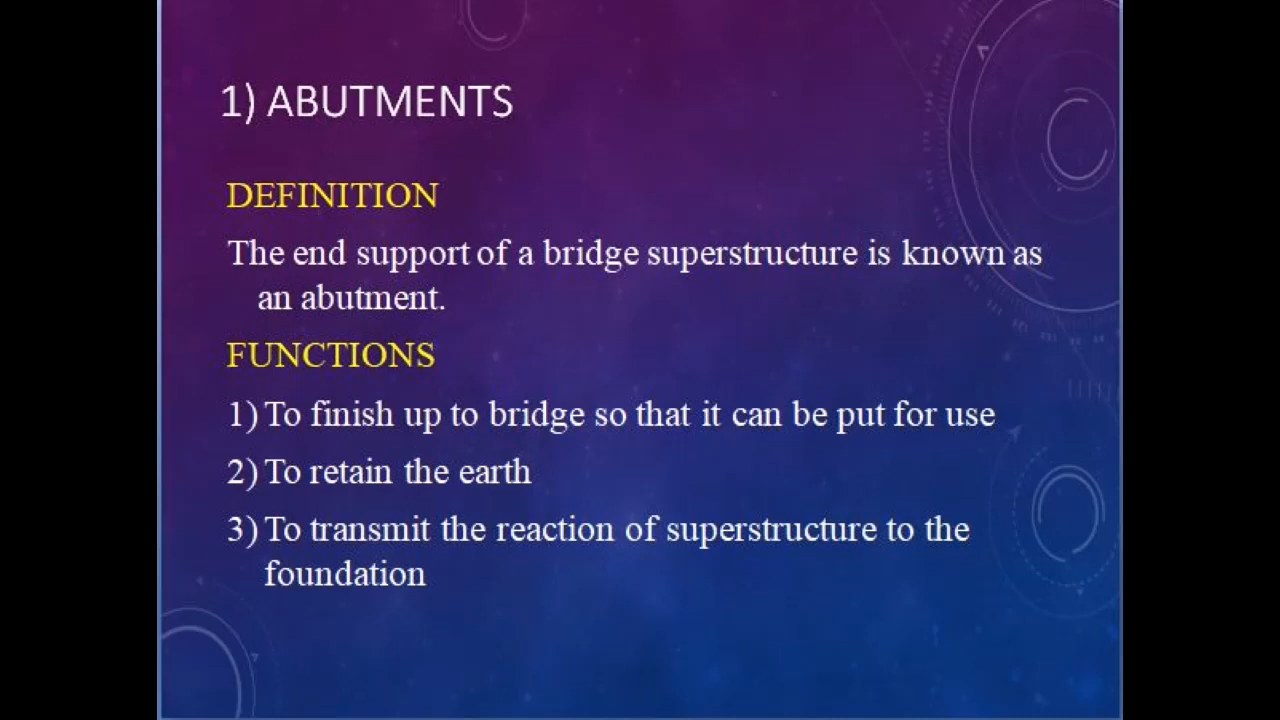 1) ABUTMENTS
DEFINITION
The end support of a bridge superstructure is known as
an abutment.
FUNCTIONS
1) To finish up to bridge so that it can be put for use
2) To retain the earth
3) To transmit the reaction of superstructure to the
foundation